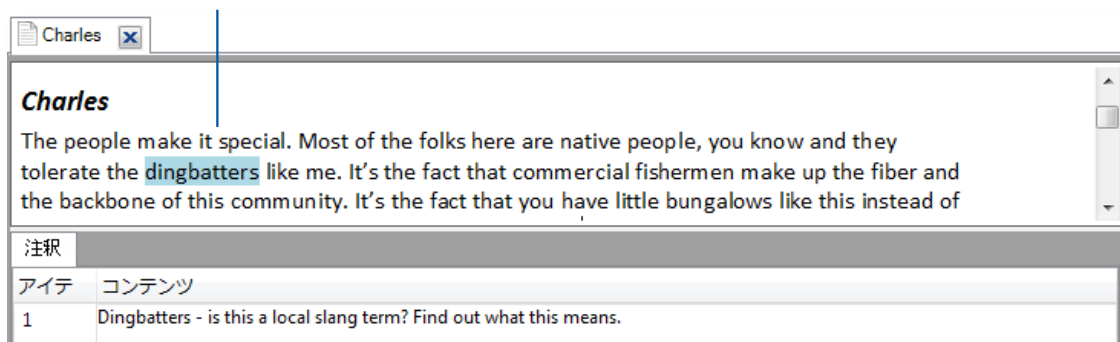 Charles
Charles
The people make it special. Most of the folks here are native people, you know and they
tolerate the dingbatters like me. It’s the fact that commercial fishermen make up the fiber and
the backbone of this community. It’s the fact that you have little bungalows like this instead of
注釈
アイテ コンテンツ
1 Dingbatters - is this a local slang term? Find out what this means.